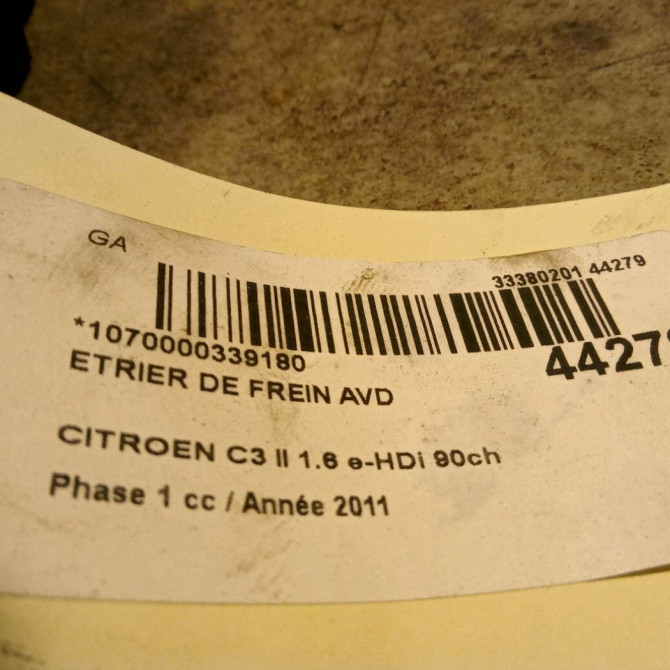 GA
33380201 44279
*1070000339180
4427
ETRIER DE FREIN AVD
CITROEN C3 II 1.6 e-HDi 90ch
Phase 1 cc / Année 2011